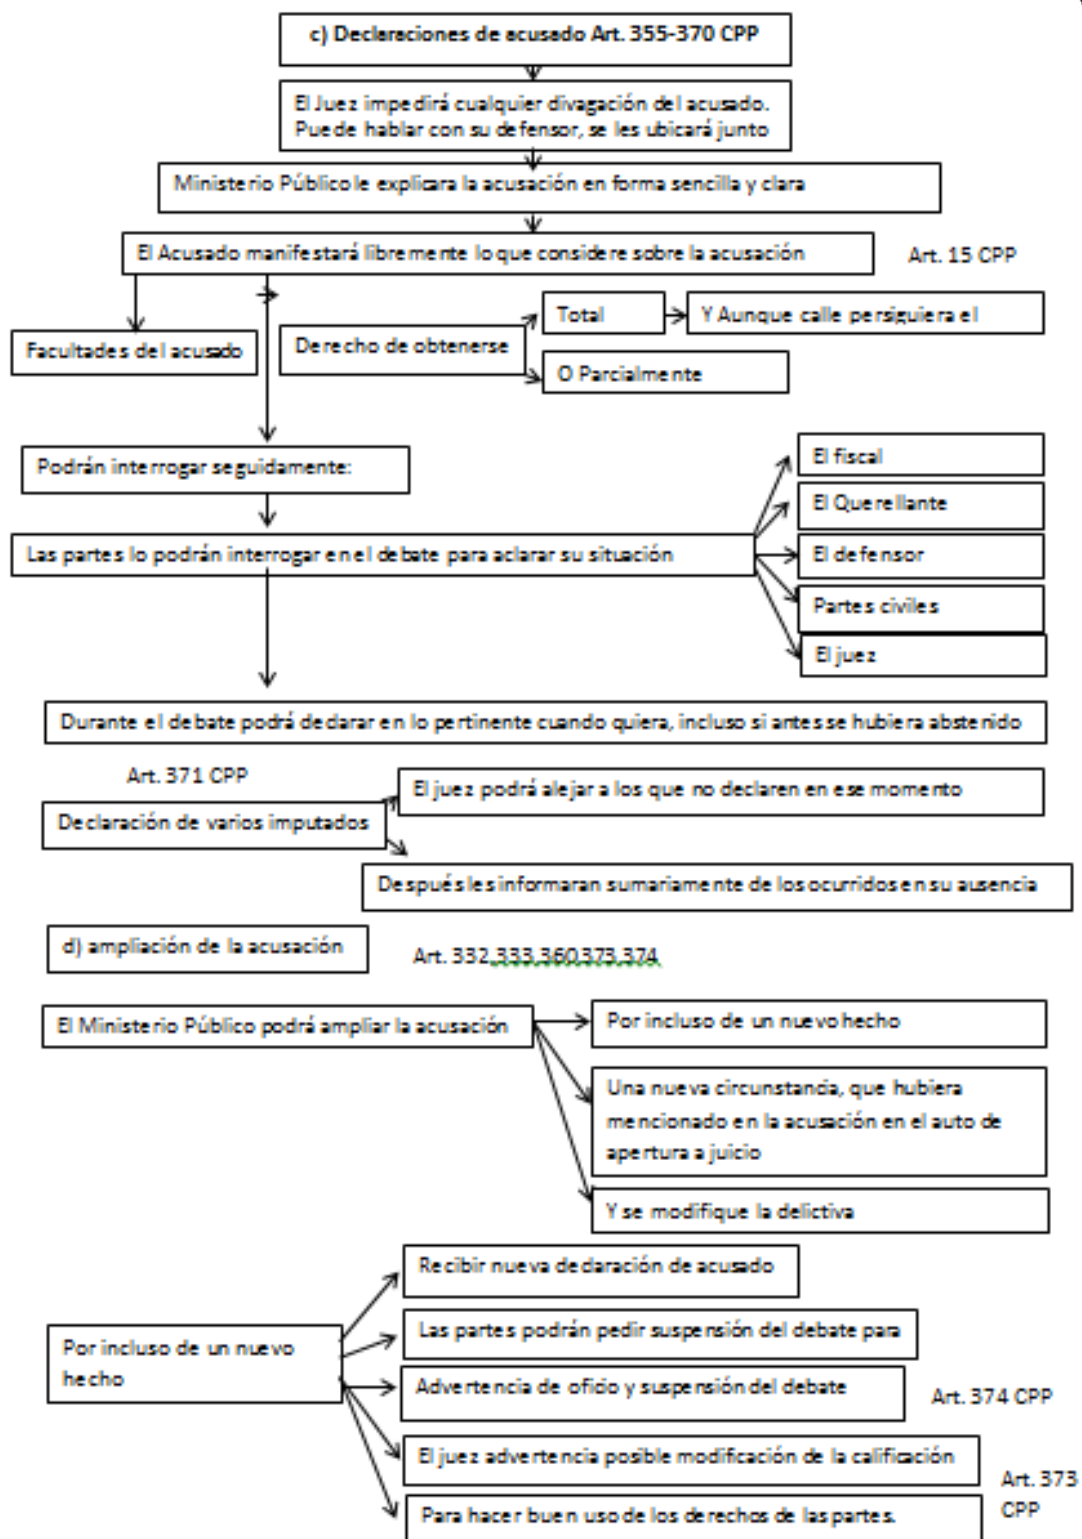 c) Declaraciones de acusado Art. 355-370 CPP
El Juez impedirá cualquier divagación del acusado.
Puede hablar con su defensor, se les ubicará junto
Ministerio Público le explicara la acusación en forma sencilla y clara
El Acusado manifestará libremente lo que considere sobre la acusación
Art. 15 CPP
Facultades del acusado
Derecho de obtenerse
Total
Y Aunque calle persiguiera el
O Parcialmente
Podrán interrogar seguidamente:
Las partes lo podrán interrogar en el debate para aclarar su situación
El fiscal
El Querellante
El defensor
Partes civiles
El juez
Durante el debate podrá declarar en lo pertinente cuando quiera, incluso si antes se hubiera abstenido
Art. 371 CPP
Declaración de varios imputados
El juez podrá alejar a los que no declaren en ese momento
Después les informaran sumariamente de los ocurridos en su ausencia
d) ampliación de la acusación
Art. 332,333,360,373,374
El Ministerio Público podrá ampliar la acusación
Por incluso de un nuevo hecho
Una nueva circunstancia, que hubiera
mencionado en la acusación en el auto de
apertura a juicio
Y se modifique la delictiva
Por incluso de un nuevo
hecho
Recibir nueva declaración de acusado
Las partes podrán pedir suspensión del debate para
Advertencia de oficio y suspensión del debate
Art. 374 CPP
El juez advertencia posible modificación de la calificación
Art. 373
CPP
Para hacer buen uso de los derechos de las partes.